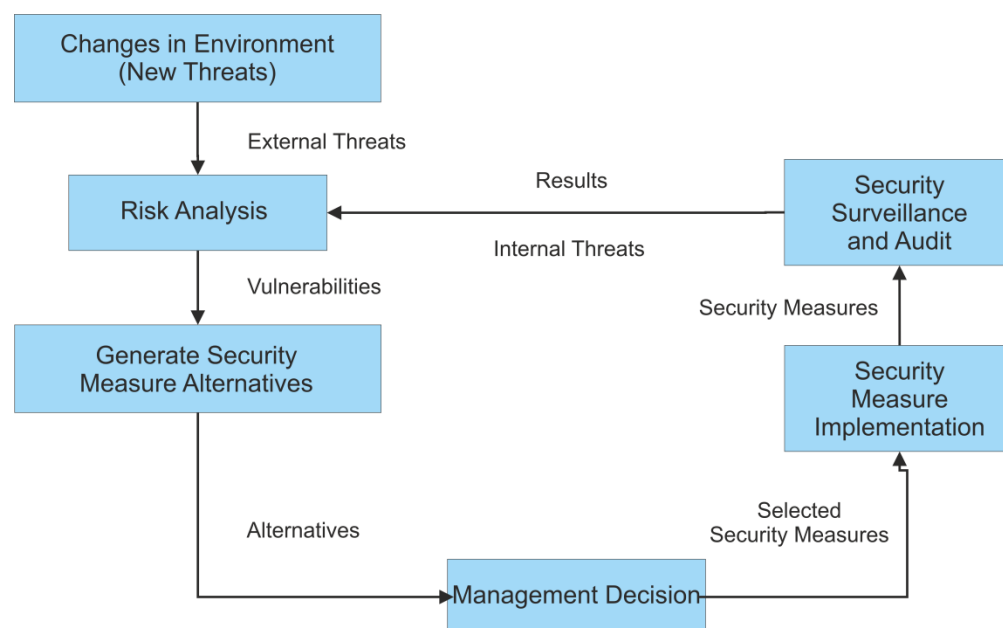 Changes in Environment
(New Threats)
External Threats
Risk Analysis
Results
Internal Threats
Security
Surveillance
and Audit
Vulnerabilities
Security Measures
Generate Security
Measure Alternatives
Security
Measure
Implementation
Alternatives
Selected
Security Measures
Management Decision